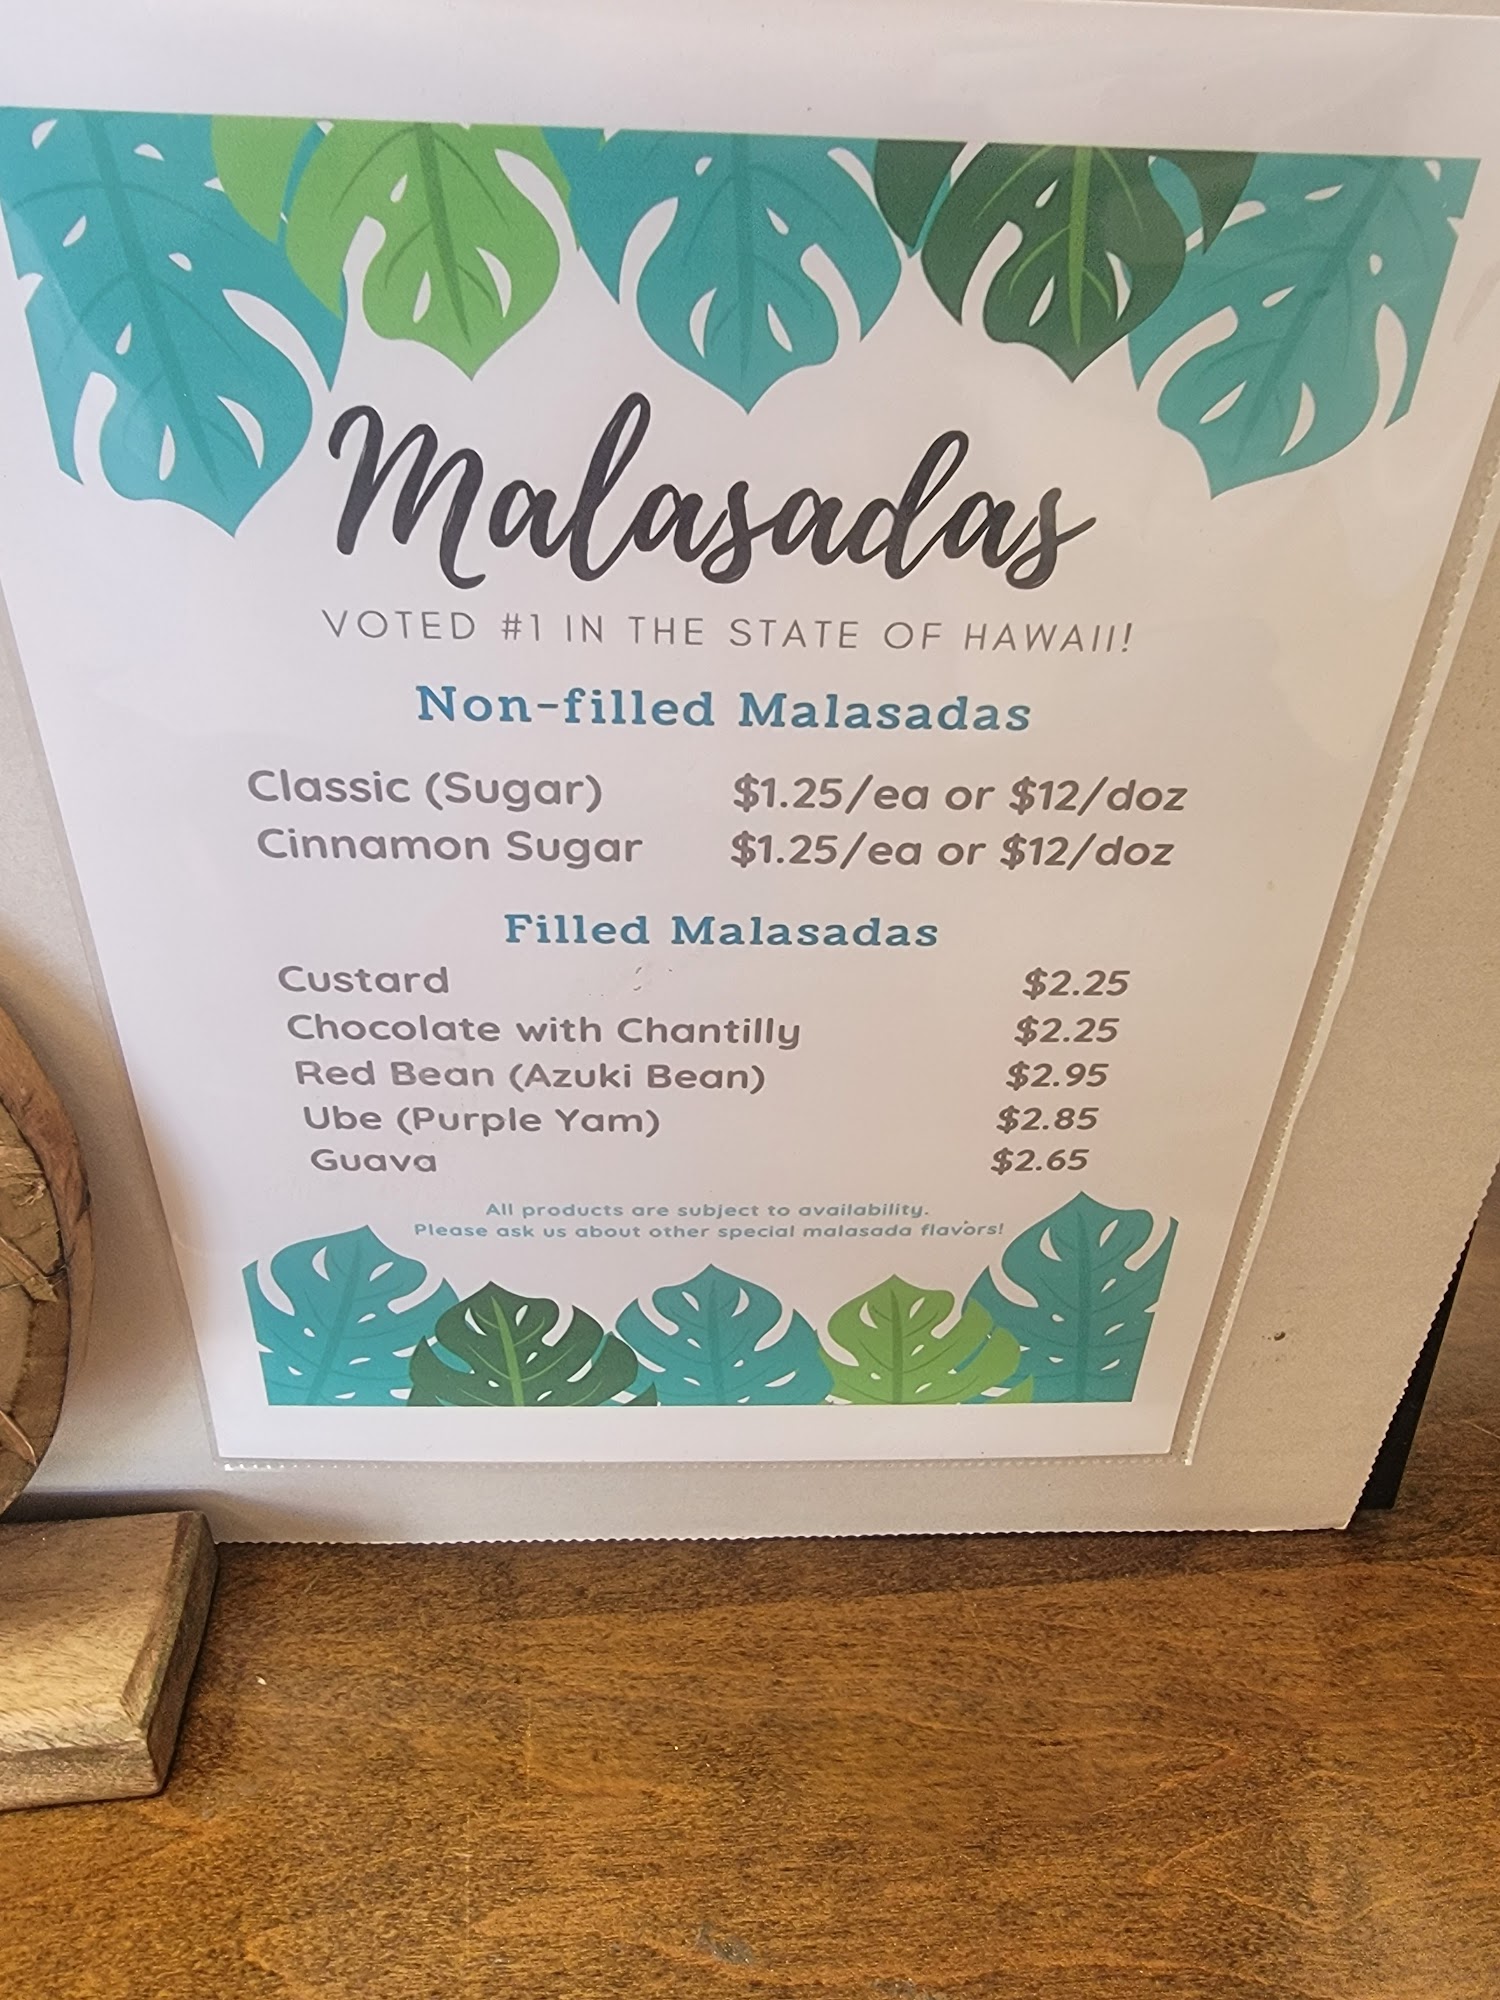 Malasadas
VOTED #1 IN THE STATE OF HAWAII!
Non-filled Malasadas
Classic (Sugar) $1.25/ea or $12/doz
Cinnamon Sugar $1.25/ea or $12/doz
Filled Malasadas
Custard $2.25
Chocolate with Chantilly $2.25
Red Bean (Azuki Bean) $2.95
Ube (Purple Yam) $2.85
Guava $2.65
All products are subject to availability.
Please ask us about other special malasada flavors!